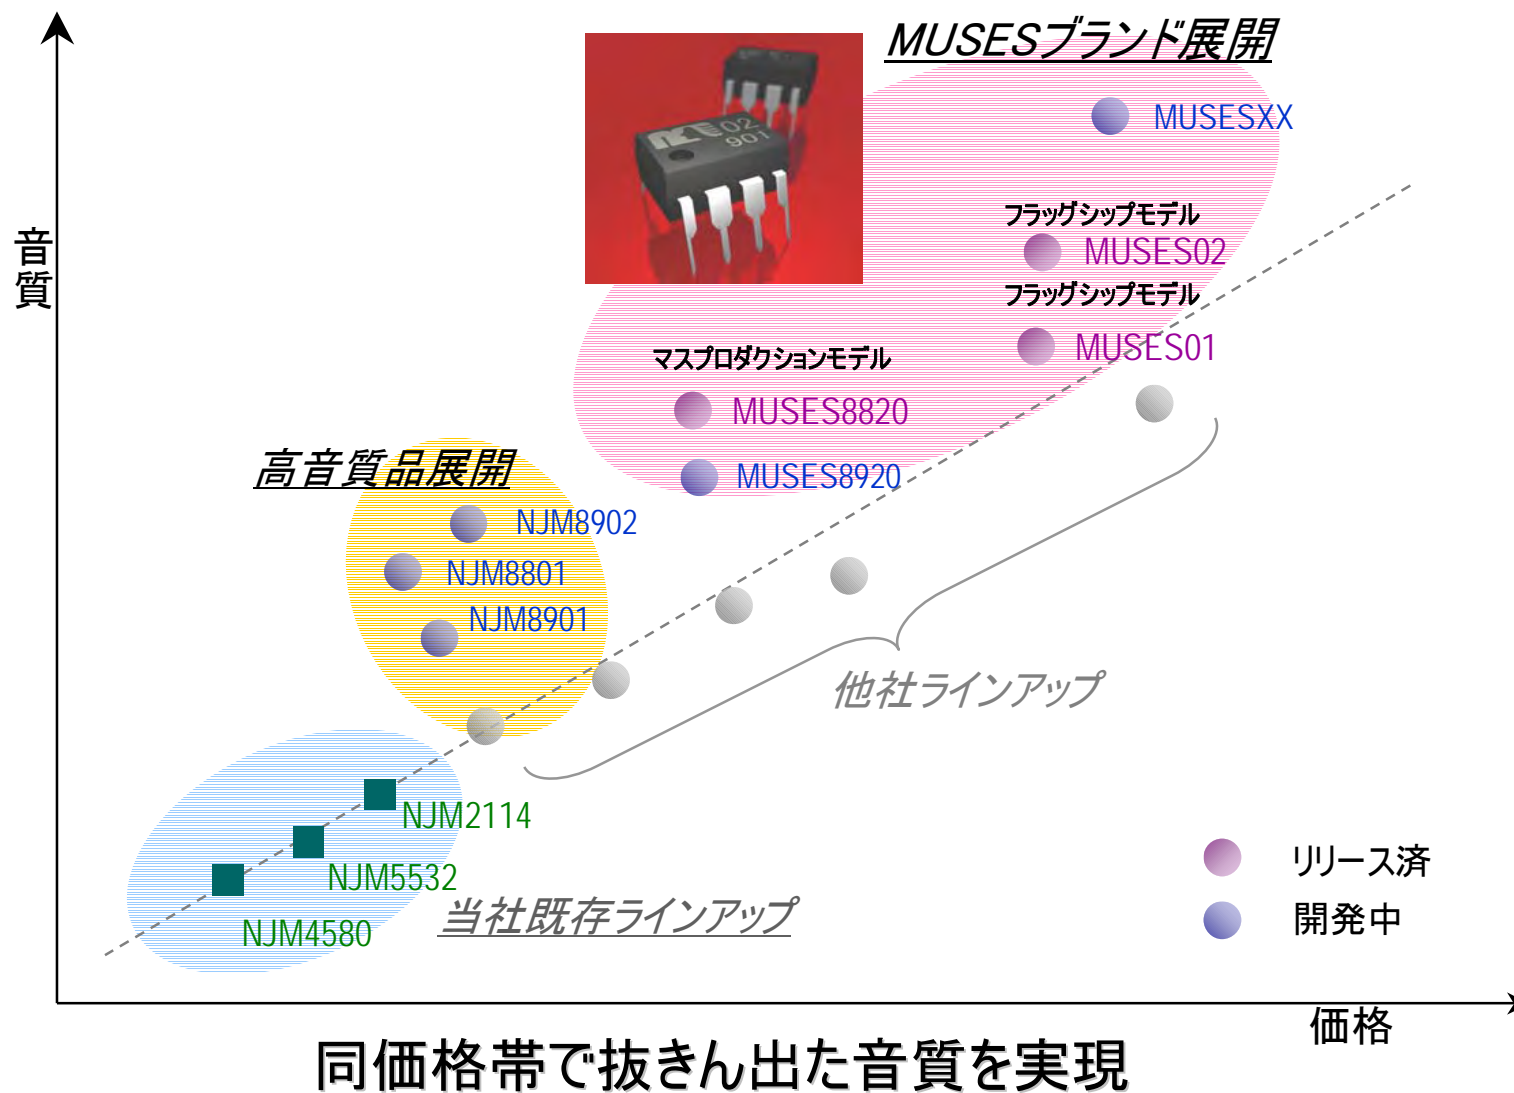 MUSESブランド展開
02
901
MUSESXX
フラッグシップモデル
MUSES02
音質
フラッグシップモデル
MUSES01
マスプロダクションモデル
MUSES8820
高音質品展開
MUSES8920
NJM8902
NJM8801
NJM8901
他社ラインアップ
NJM2114
リリース済
NJM5532
当社既存ラインアップ
開発中
NJM4580
価格
同価格帯で抜きん出た音質を実現